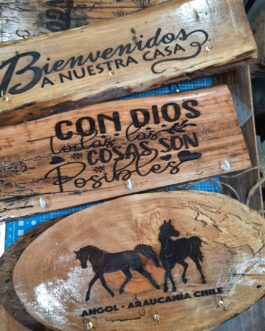 Bienvenidos
A NUESTRA CASA
CON DIOS
todas las
COSAS SON
Posibles
ANGOL - ARAUCANIA CHILE